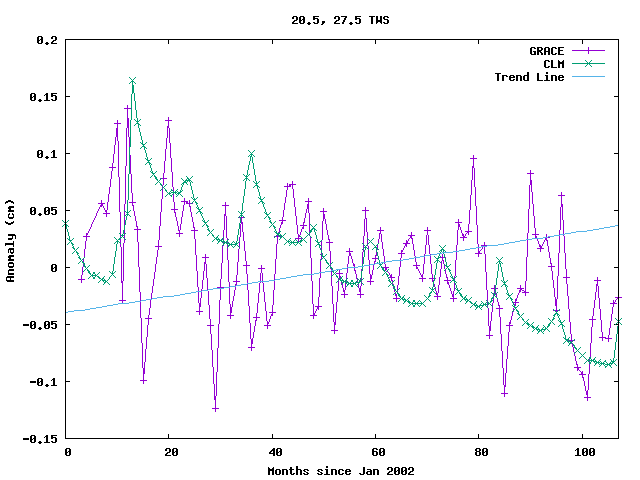 20.5, 27.5 TWS
GRACE
CLM
Trend Line
0.2
0.15
0.1
0.05
0
-0.05
-0.1
-0.15
Anomaly (cm)
0 20 40 60 80 100
Months since Jan 2002